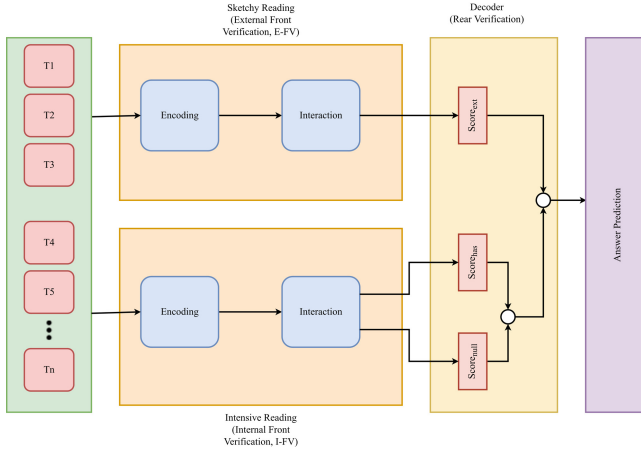 Sketchy Reading
(External Front
Verification, E-FV)
Decoder
(Rear Verification)
T1
T2
T3
T4
T5
Tn
Encoding
Interaction
Score_ext
Encoding
Interaction
Score_has
Score_null
Answer Prediction
Intensive Reading
(Internal Front
Verification, I-FV)